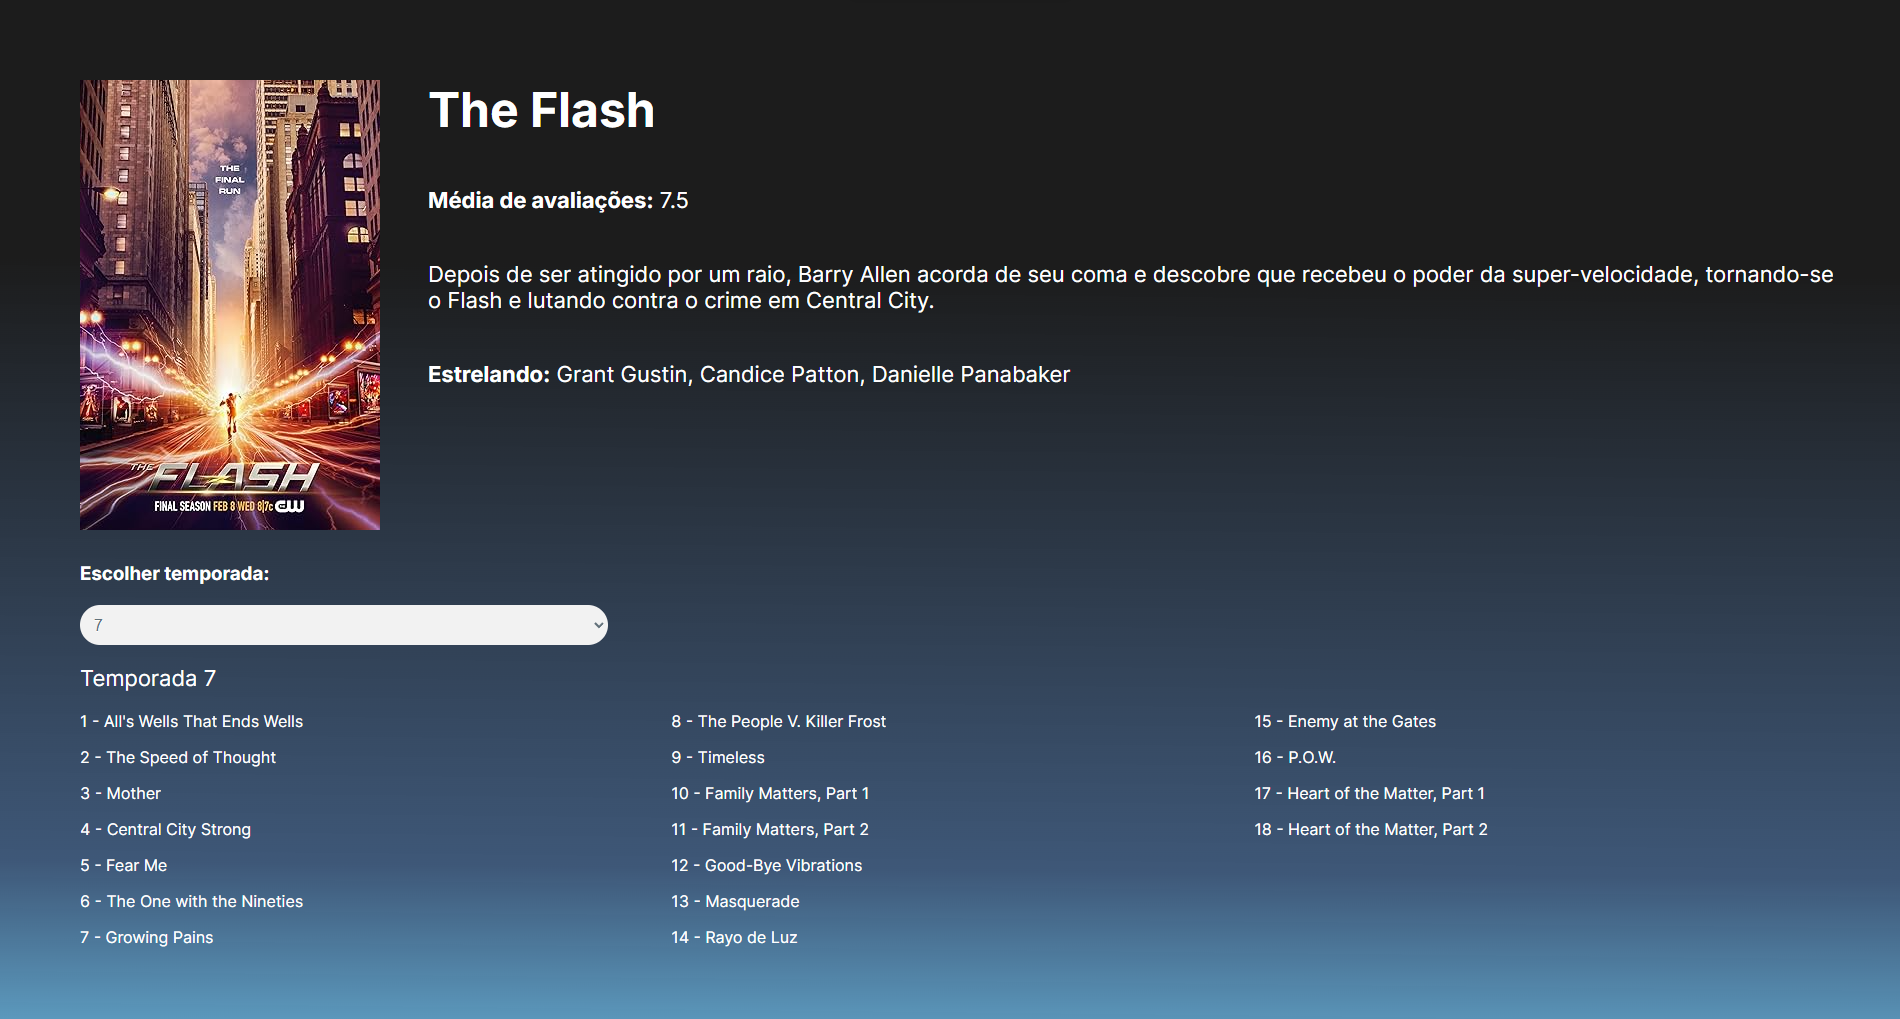 THE
FINAL
RUN
THE FLASH
FINAL SEASON FEB 8 WED 8|7c CW
The Flash
Média de avaliações: 7.5
Depois de ser atingido por um raio, Barry Allen acorda de seu coma e descobre que recebeu o poder da super-velocidade, tornando-se
o Flash e lutando contra o crime em Central City.
Estrelando: Grant Gustin, Candice Patton, Danielle Panabaker
Escolher temporada:
7
Temporada 7
1 - All's Wells That Ends Wells
2 - The Speed of Thought
3 - Mother
4 - Central City Strong
5 - Fear Me
6 - The One with the Nineties
7 - Growing Pains
8 - The People V. Killer Frost
9 - Timeless
10 - Family Matters, Part 1
11 - Family Matters, Part 2
12 - Good-Bye Vibrations
13 - Masquerade
14 - Rayo de Luz
15 - Enemy at the Gates
16 - P.O.W.
17 - Heart of the Matter, Part 1
18 - Heart of the Matter, Part 2